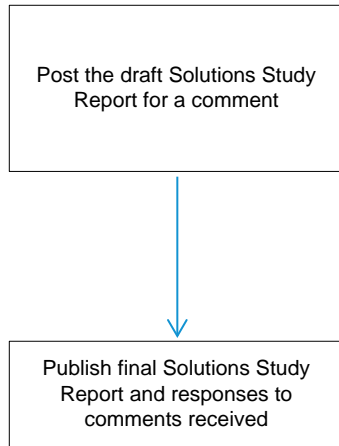 Post the draft Solutions Study
Report for a comment
Publish final Solutions Study
Report and responses to
comments received